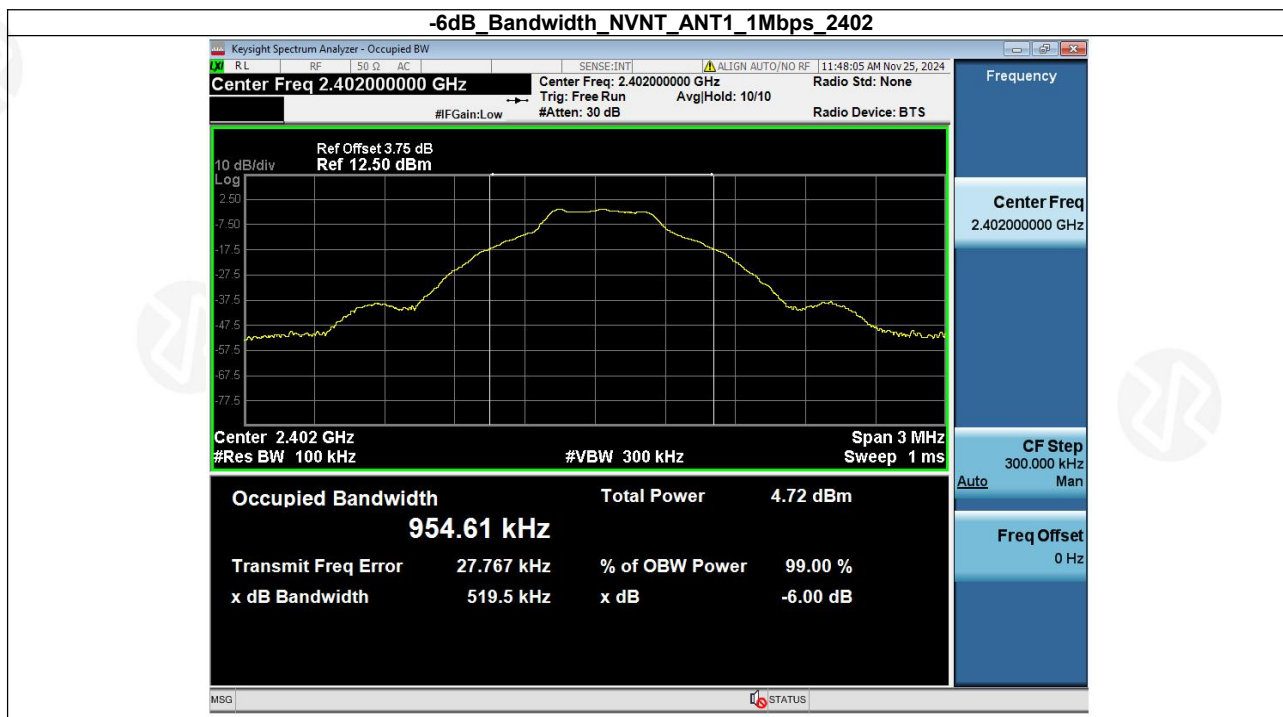 -6dB_Bandwidth_NVNT_ANT1_1Mbps_2402
Keysight Spectrum Analyzer - Occupied BW
LXI RL RF 50 Ω AC SENSE:INT ALIGN AUTO/NO RF 11:48:05 AM Nov 25, 2024
Center Freq 2.402000000 GHz Center Freq: 2.402000000 GHz Radio Std: None
Trig: Free Run Avg|Hold: 10/10
#IFGain:Low #Atten: 30 dB Radio Device: BTS
Ref Offset 3.75 dB
10 dB/div Ref 12.50 dBm
Log
2.50
-7.50
-17.5
-27.5
-37.5
-47.5
-57.5
-67.5
-77.5
Center 2.402 GHz Span 3 MHz
#Res BW 100 kHz #VBW 300 kHz Sweep 1 ms
Occupied Bandwidth Total Power 4.72 dBm
954.61 kHz
Transmit Freq Error 27.767 kHz % of OBW Power 99.00 %
x dB Bandwidth 519.5 kHz x dB -6.00 dB
MSG STATUS
Frequency
Center Freq
2.402000000 GHz
CF Step
300.000 kHz
Auto Man
Freq Offset
0 Hz